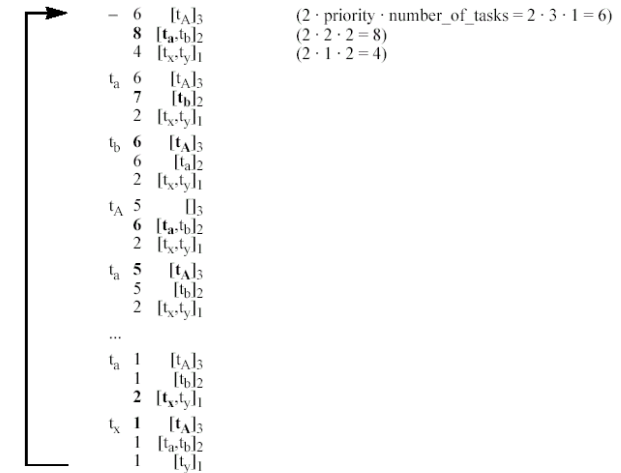 – 6 [tA]3 (2 · priority · number_of_tasks = 2 · 3 · 1 = 6)
8 [ta,tb]2 (2 · 2 · 2 = 8)
4 [tx,ty]1 (2 · 1 · 2 = 4)
ta 6 [tA]3
7 [tb]2
2 [tx,ty]1
tb 6 [tA]3
6 [ta]2
2 [tx,ty]1
tA 5 []3
6 [ta,tb]2
2 [tx,ty]1
ta 5 [tA]3
5 [tb]2
2 [tx,ty]1
...
ta 1 [tA]3
1 [tb]2
2 [tx,ty]1
tx 1 [tA]3
1 [ta,tb]2
1 [ty]1